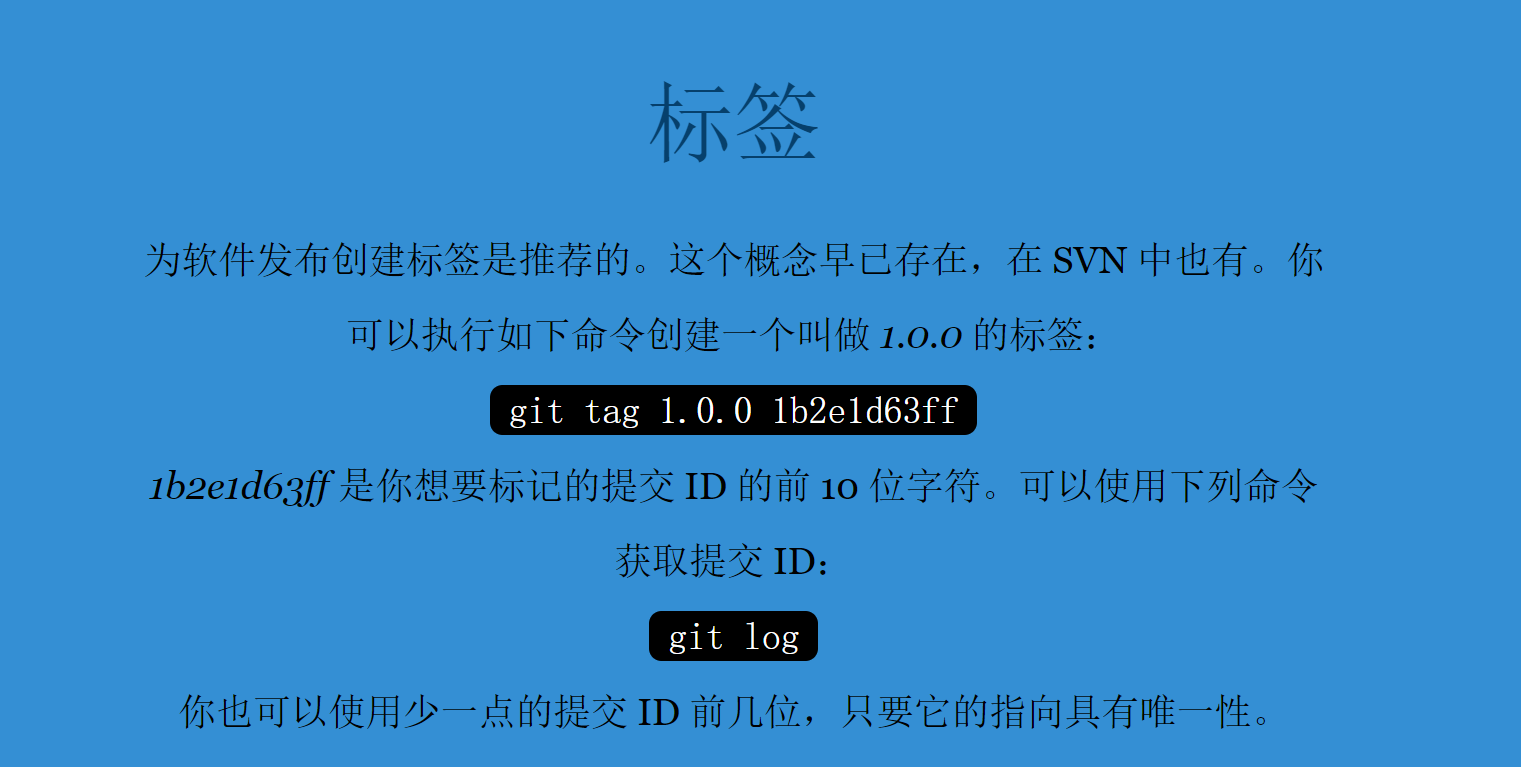 标签
为软件发布创建标签是推荐的。这个概念早已存在，在 SVN 中也有。你
可以执行如下命令创建一个叫做 1.0.0 的标签：
git tag 1.0.0 1b2e1d63ff
1b2e1d63ff 是你想要标记的提交 ID 的前 10 位字符。可以使用下列命令
获取提交 ID：
git log
你也可以使用少一点的提交 ID 前几位，只要它的指向具有唯一性。